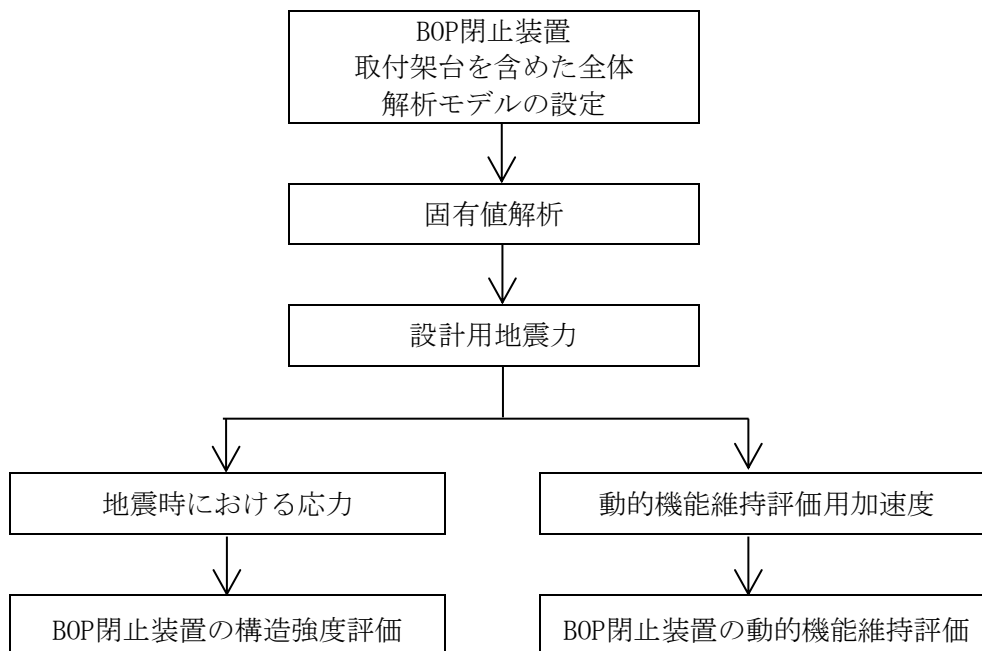 BOP閉止装置
取付架台を含めた全体
解析モデルの設定
固有値解析
設計用地震力
地震時における応力
動的機能維持評価用加速度
BOP閉止装置の構造強度評価
BOP閉止装置の動的機能維持評価